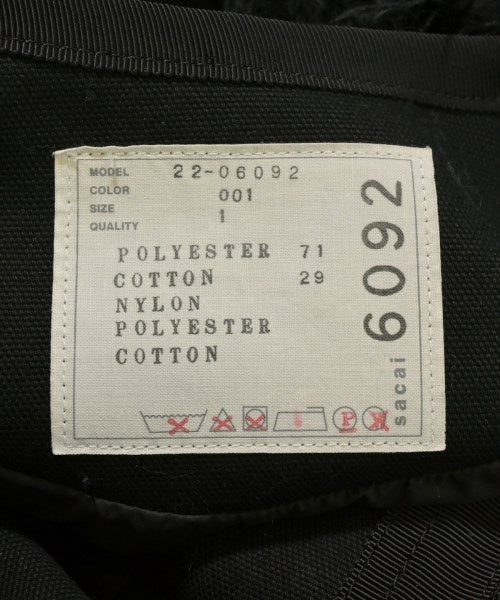 MODEL 22-06092
COLOR 001
SIZE 1
QUALITY
POLYESTER 71
COTTON 29
NYLON
POLYESTER
COTTON
P W
sacai 6092